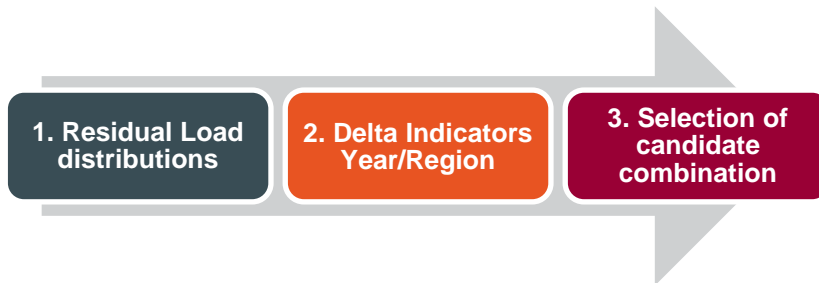 1. Residual Load
distributions
2. Delta Indicators
Year/Region
3. Selection of
candidate
combination